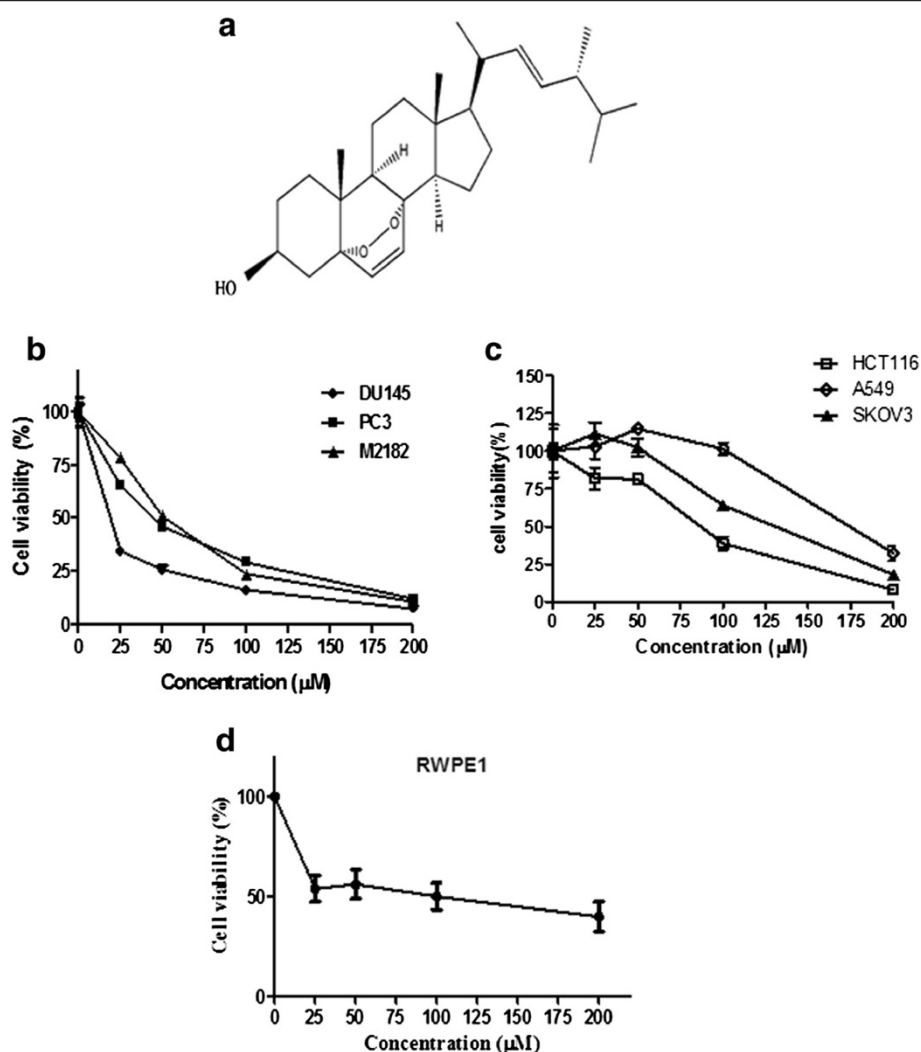 a
H
O
O
H
HO
b
DU145
PC3
M2182
Cell viability (%)
100
75
50
25
0
0 25 50 75 100 125 150 175 200
Concentration (μM)
c
HCT116
A549
SKOV3
cell viability(%)
150
125
100
75
50
25
0
0 25 50 75 100 125 150 175 200
Concentration (μM)
d
RWPE1
Cell viability (%)
100
50
0
0 25 50 75 100 125 150 175 200
Concentration (μM)